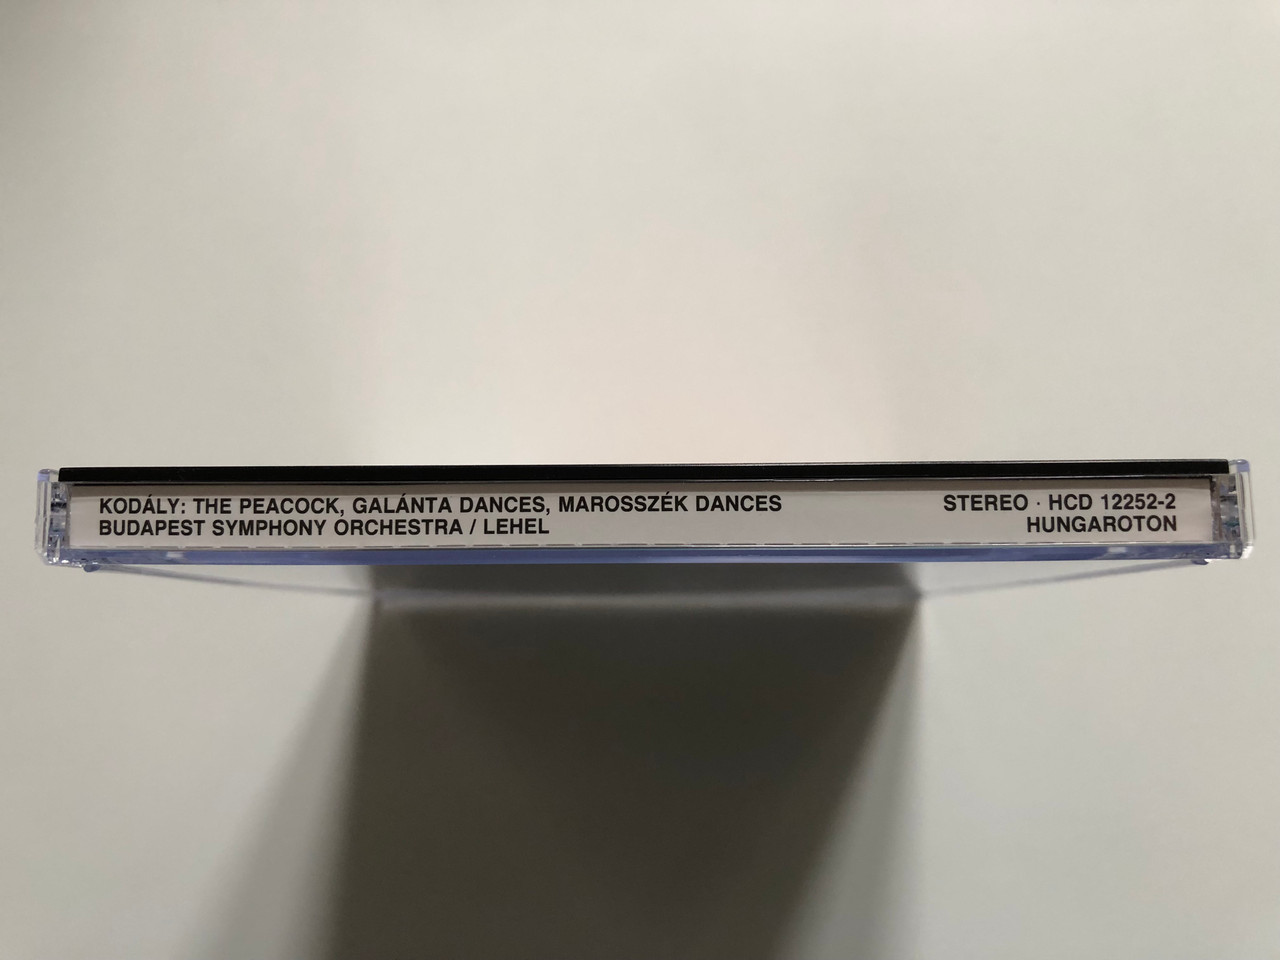 KODÁLY: THE PEACOCK, GALÁNTA DANCES, MAROSSZÉK DANCES
BUDAPEST SYMPHONY ORCHESTRA / LEHEL
STEREO · HCD 12252-2
HUNGAROTON